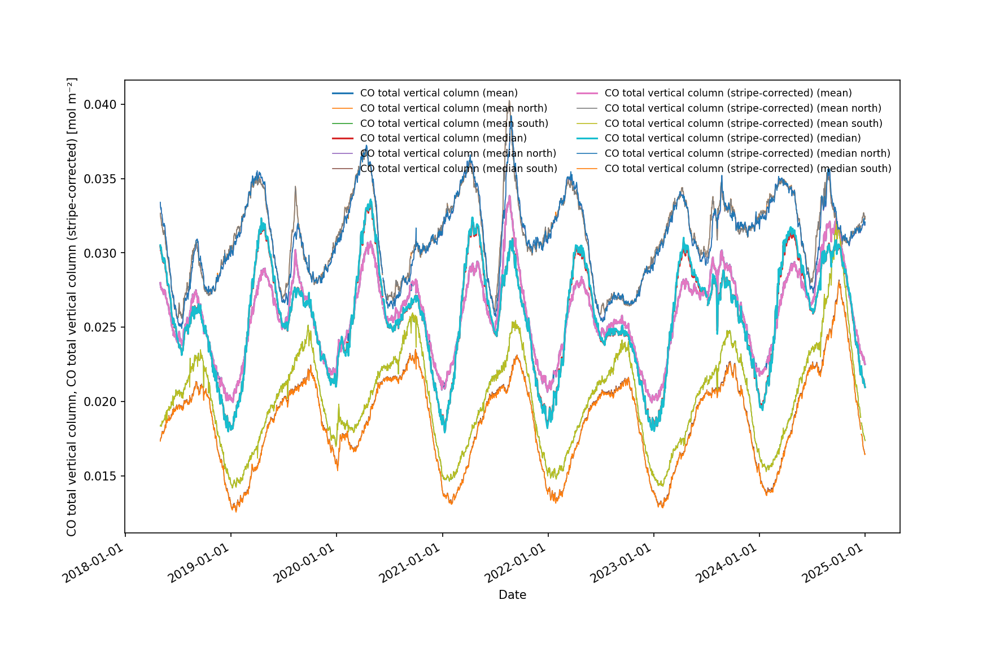 CO total vertical column, CO total vertical column (stripe-corrected) [mol m⁻²]
0.040
0.035
0.030
0.025
0.020
0.015
CO total vertical column (mean)
CO total vertical column (mean north)
CO total vertical column (mean south)
CO total vertical column (median)
CO total vertical column (median north)
CO total vertical column (median south)
CO total vertical column (stripe-corrected) (mean)
CO total vertical column (stripe-corrected) (mean north)
CO total vertical column (stripe-corrected) (mean south)
CO total vertical column (stripe-corrected) (median)
CO total vertical column (stripe-corrected) (median north)
CO total vertical column (stripe-corrected) (median south)
2018-01-01
2019-01-01
2020-01-01
2021-01-01
2022-01-01
2023-01-01
2024-01-01
2025-01-01
Date